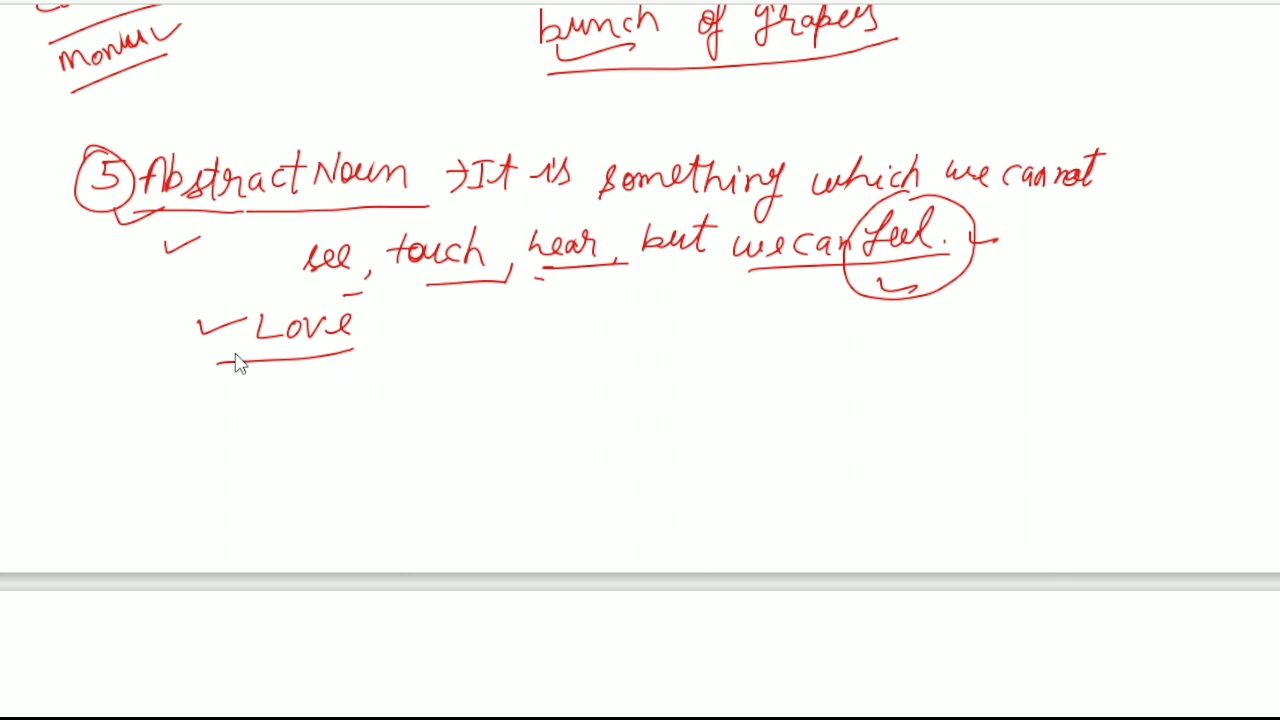 bunch of grapes
⑤ Abstract Noun → It is something which we cannot
see, touch, hear, but we can feel.
Love